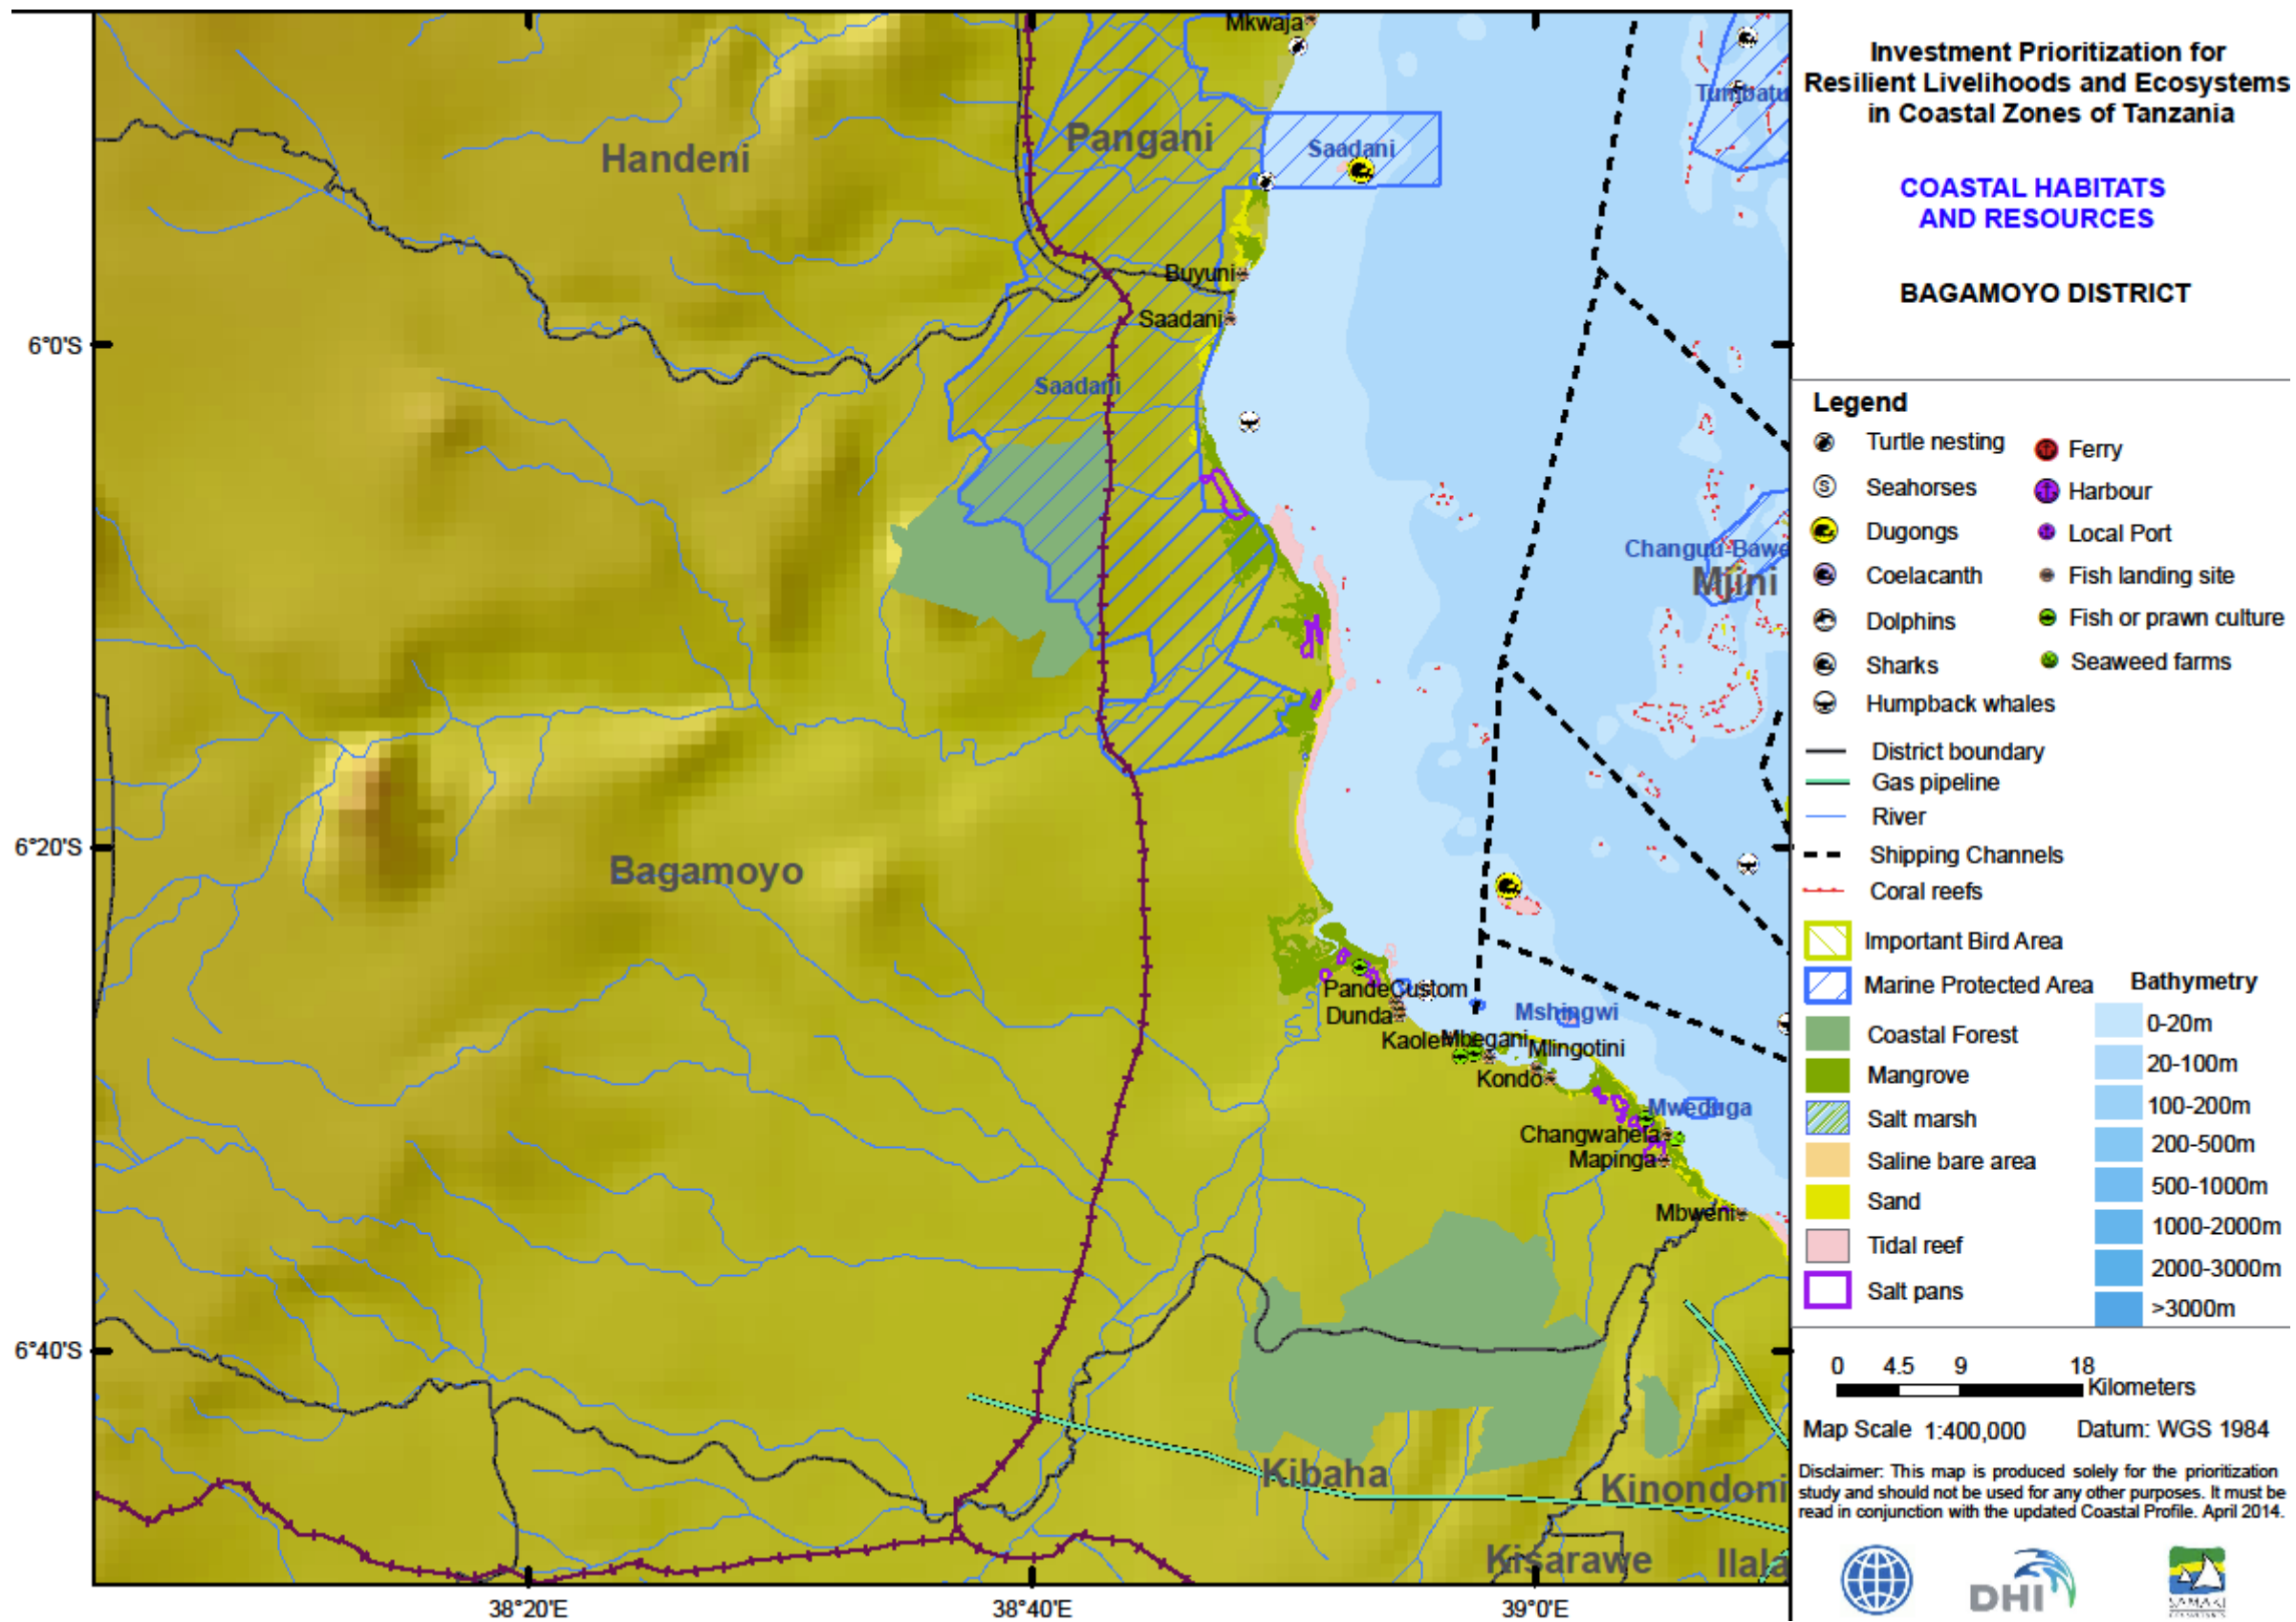 Investment Prioritization for
Resilient Livelihoods and Ecosystems
in Coastal Zones of Tanzania
COASTAL HABITATS
AND RESOURCES
BAGAMOYO DISTRICT
Legend
Turtle nesting
S
Seahorses
Dugongs
Coelacanth
Dolphins
Sharks
Humpback whales
Ferry
Harbour
Local Port
Fish landing site
Fish or prawn culture
Seaweed farms
District boundary
Gas pipeline
River
Shipping Channels
Coral reefs
Important Bird Area
Marine Protected Area
Coastal Forest
Mangrove
Salt marsh
Saline bare area
Sand
Tidal reef
Salt pans
Bathymetry
0-20m
20-100m
100-200m
200-500m
500-1000m
1000-2000m
2000-3000m
>3000m
0 4.5 9 18
Kilometers
Map Scale 1:400,000 Datum: WGS 1984
Disclaimer: This map is produced solely for the prioritization
study and should not be used for any other purposes. It must be
read in conjunction with the updated Coastal Profile. April 2014.
DHI
SAMAKI
Mkwaja
Tumbatu
Pangani
Handeni
Saadani
Buyuni
Saadani
6°0'S
Saadani
Changuu-Bawe
Mjini
6°20'S
Bagamoyo
PandeCustom
Dunda
Mshingwi
Kaole
Mbegani
Mlingotini
Kondo
Mweduga
Changwahela
Mapinga
Mbweni
6°40'S
Kibaha
Kinondoni
Kisarawe
Ilala
38°20'E
38°40'E
39°0'E